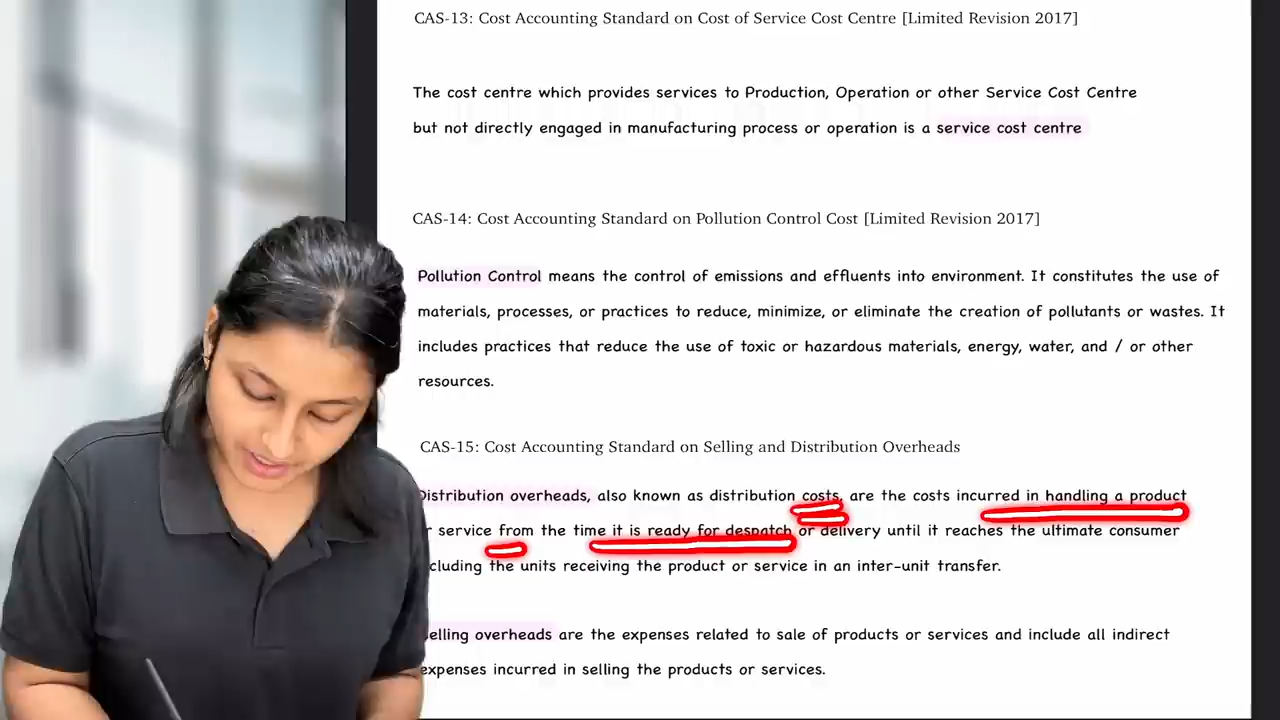 CAS-13: Cost Accounting Standard on Cost of Service Cost Centre [Limited Revision 2017]
The cost centre which provides services to Production, Operation or other Service Cost Centre
but not directly engaged in manufacturing process or operation is a service cost centre
CAS-14: Cost Accounting Standard on Pollution Control Cost [Limited Revision 2017]
Pollution Control means the control of emissions and effluents into environment. It constitutes the use of
materials, processes, or practices to reduce, minimize, or eliminate the creation of pollutants or wastes. It
includes practices that reduce the use of toxic or hazardous materials, energy, water, and / or other
resources.
CAS-15: Cost Accounting Standard on Selling and Distribution Overheads
Distribution overheads, also known as distribution costs, are the costs incurred in handling a product
r service from the time it is ready for despatch or delivery until it reaches the ultimate consumer
cluding the units receiving the product or service in an inter-unit transfer.
elling overheads are the expenses related to sale of products or services and include all indirect
expenses incurred in selling the products or services.